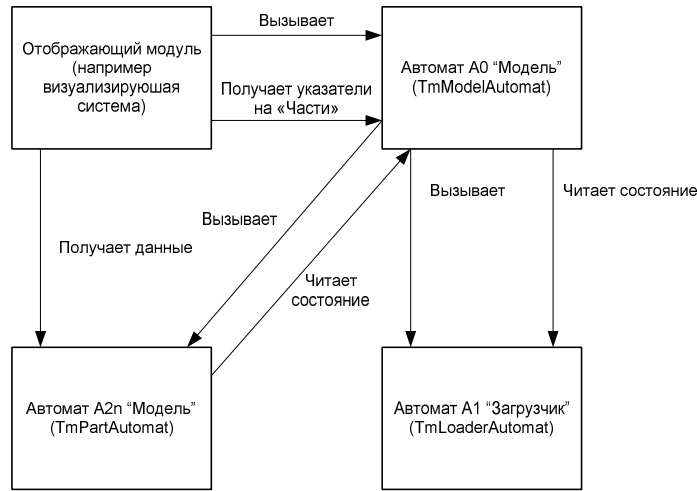 Отображающий модуль
(например
визуализирующая
система)
Вызывает
Получает указатели
на «Части»
Автомат А0 “Модель”
(TmModelAutomat)
Вызывает
Вызывает
Читает состояние
Получает данные
Читает
состояние
Автомат А2n “Модель”
(TmPartAutomat)
Автомат А1 “Загрузчик”
(TmLoaderAutomat)